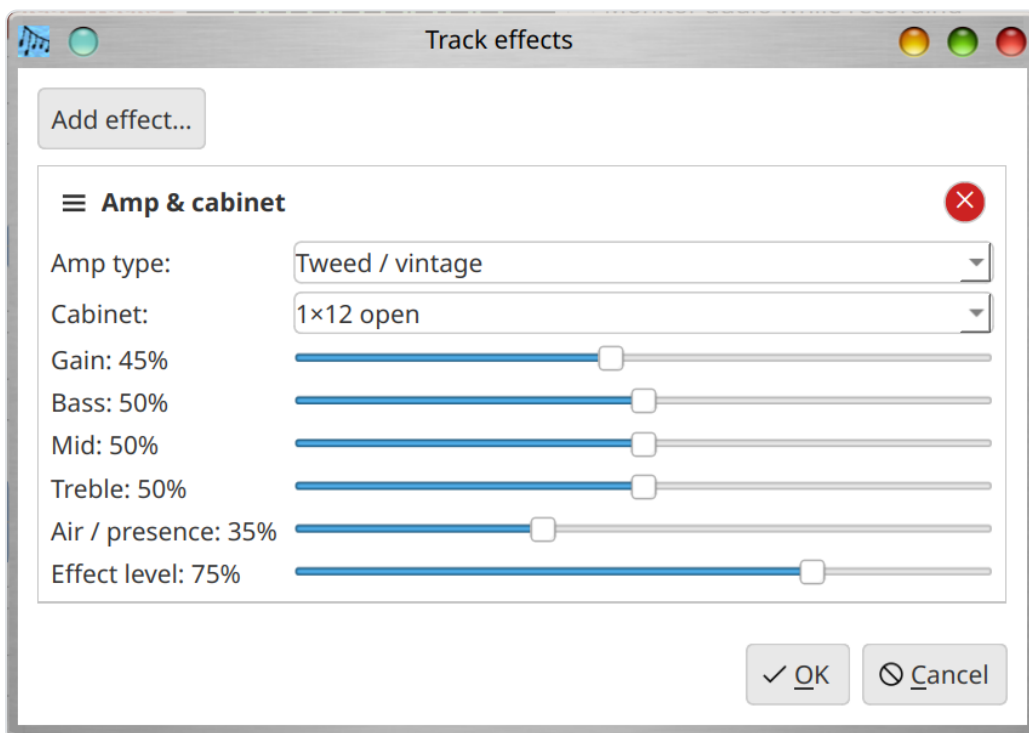 Track effects
Add effect...
Amp & cabinet
Amp type: Tweed / vintage
Cabinet: 1×12 open
Gain: 45%
Bass: 50%
Mid: 50%
Treble: 50%
Air / presence: 35%
Effect level: 75%
OK Cancel